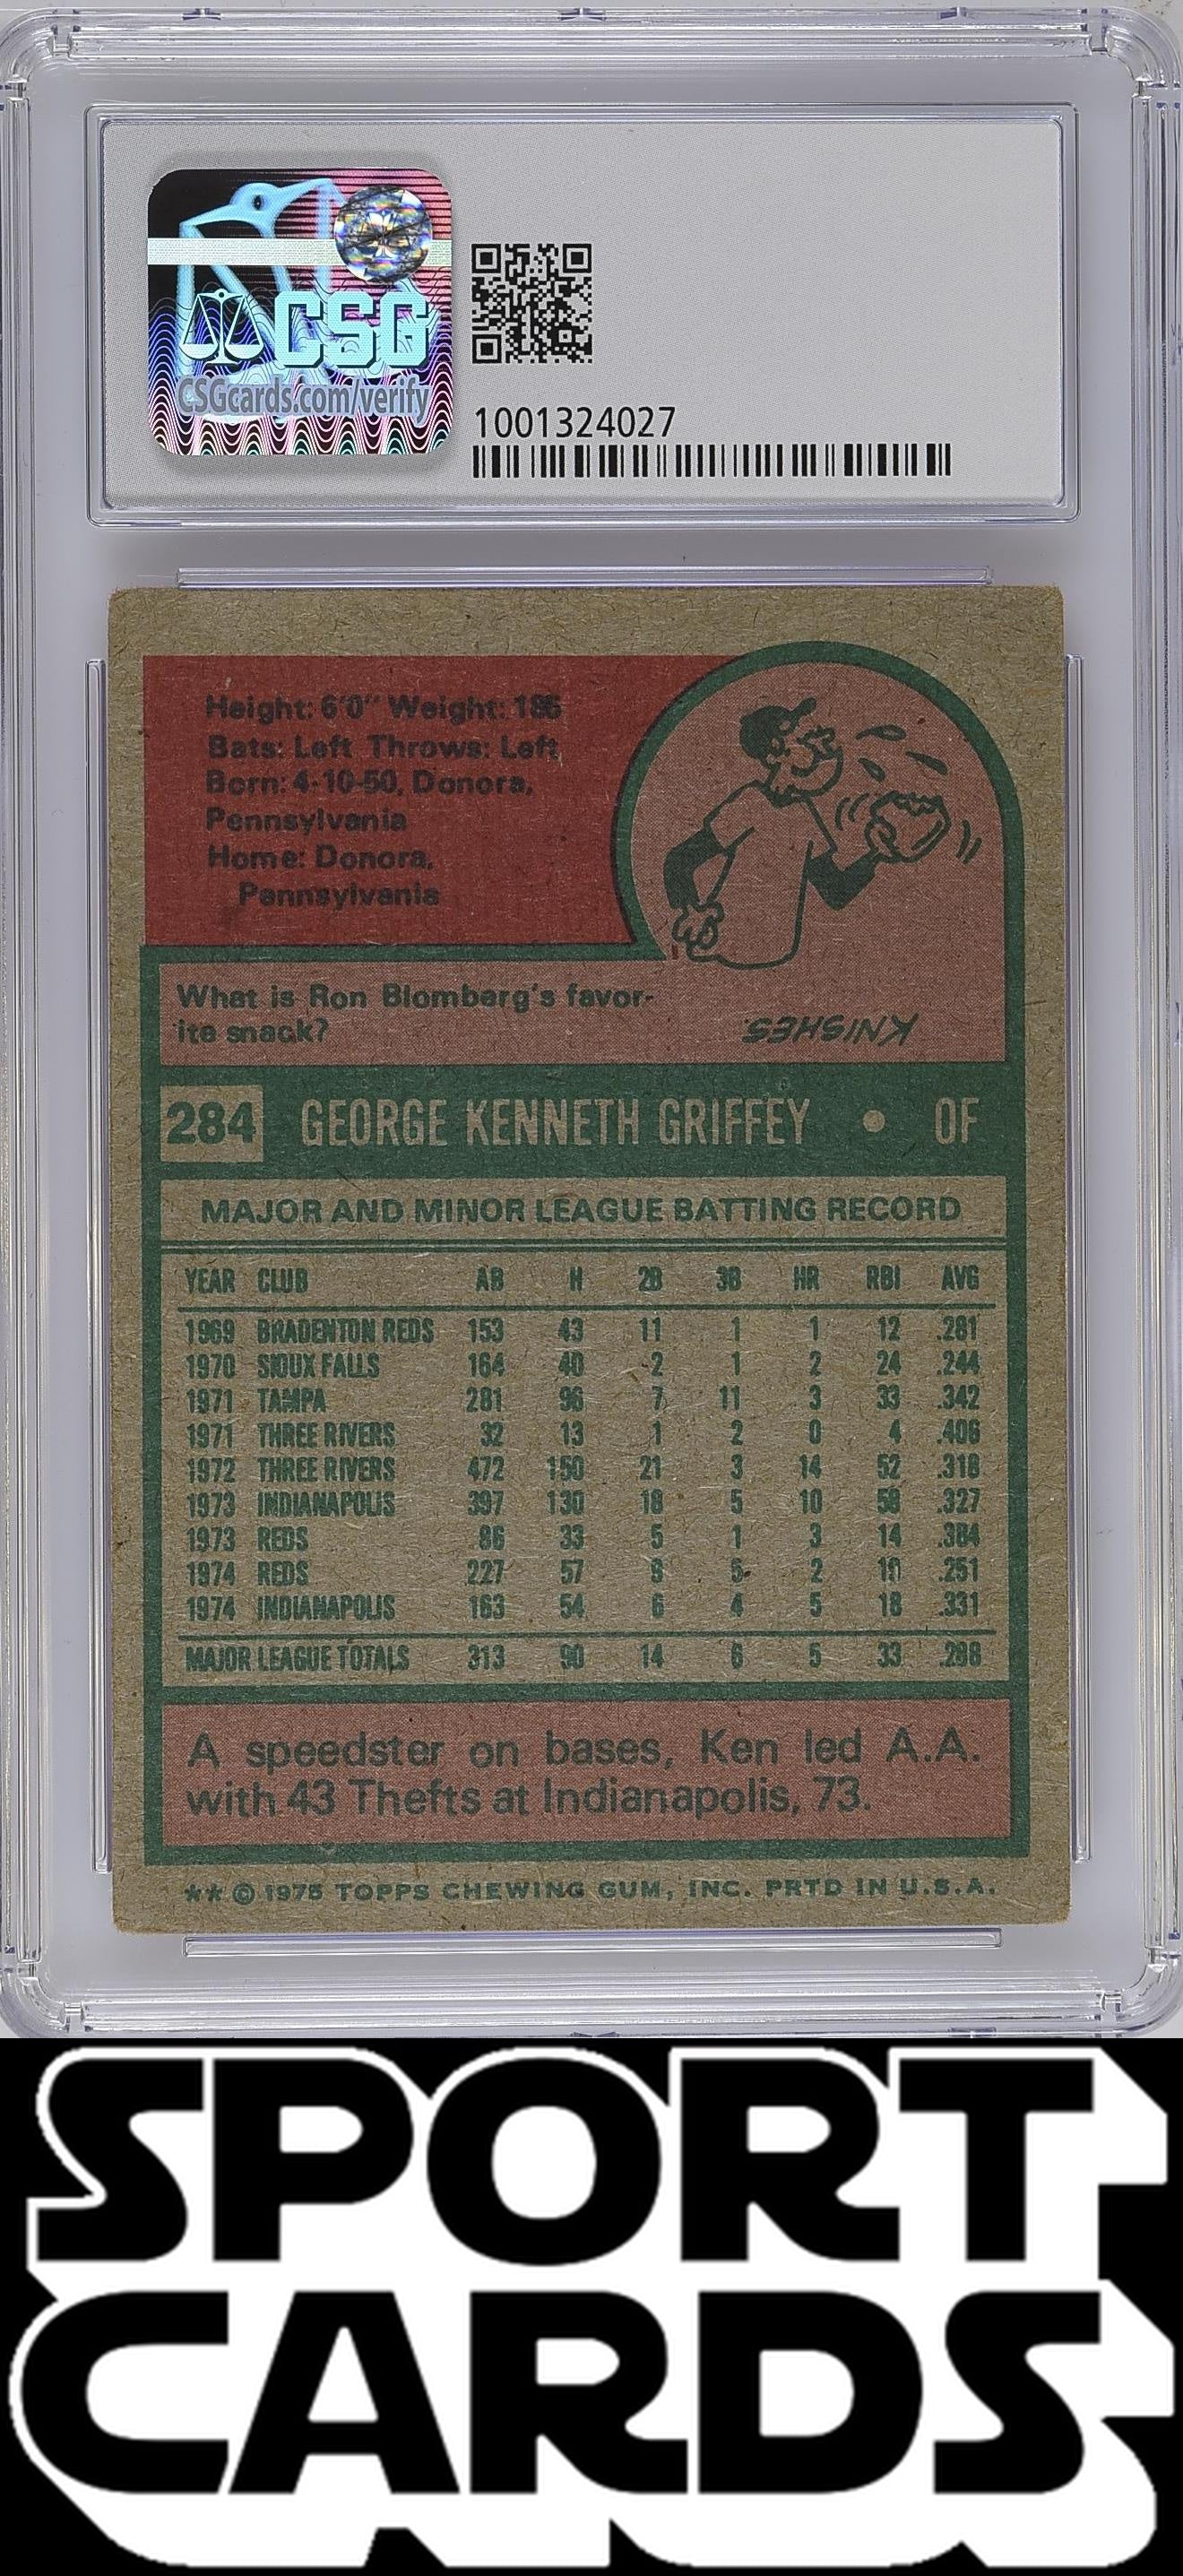 CSG
CSGcards.com/verify
1001324027
Height: 6'0" Weight: 185
Bats: Left Throws: Left
Born: 4-10-50, Donora,
Pennsylvania
Home: Donora,
Pennsylvania
What is Ron Blomberg's favor-
ite snack?
KNISHES
284 GEORGE KENNETH GRIFFEY • OF
MAJOR AND MINOR LEAGUE BATTING RECORD
YEAR CLUB AB H 2B 3B HR RBI AVG
1969 BRADENTON REDS 153 43 11 1 1 12 .281
1970 SIOUX FALLS 164 40 2 1 2 24 .244
1971 TAMPA 281 96 7 11 3 33 .342
1971 THREE RIVERS 32 13 1 2 0 4 .406
1972 THREE RIVERS 472 150 21 3 14 52 .318
1973 INDIANAPOLIS 397 130 18 5 10 58 .327
1973 REDS 86 33 5 1 3 14 .384
1974 REDS 227 57 9 5 2 19 .251
1974 INDIANAPOLIS 163 54 6 4 5 18 .331
MAJOR LEAGUE TOTALS 313 90 14 6 5 33 .288
A speedster on bases, Ken led A.A.
with 43 Thefts at Indianapolis, 73.
** © 1975 TOPPS CHEWING GUM, INC. PRTD IN U.S.A.
SPORT
CARDS